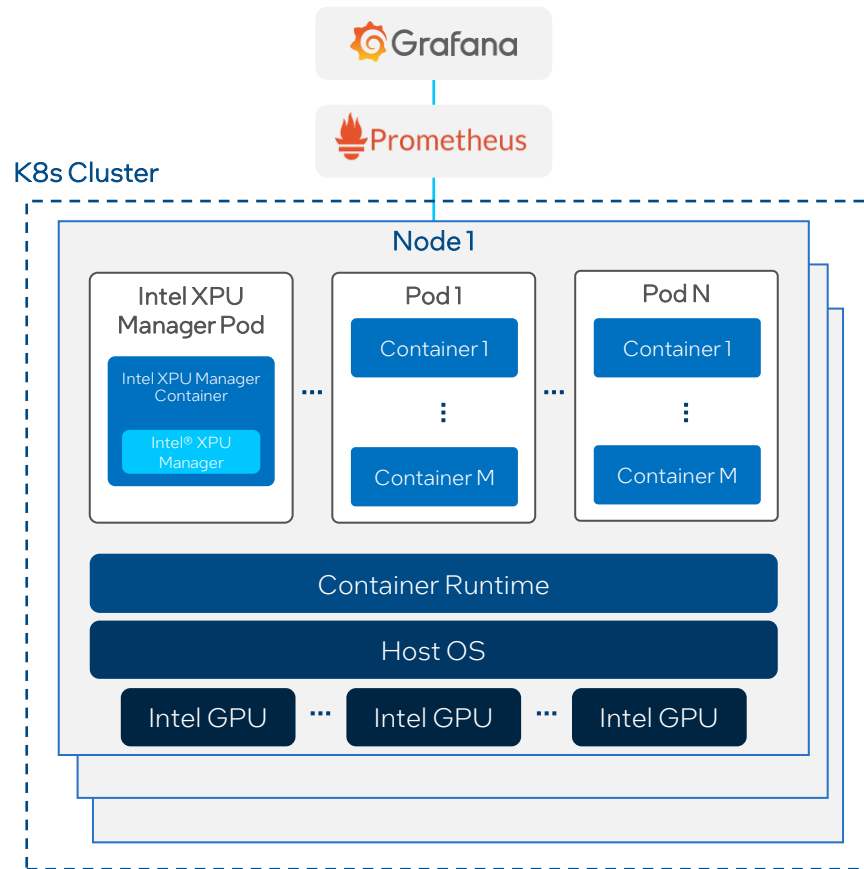 Grafana
Prometheus
K8s Cluster
Node 1
Intel XPU
Manager Pod
Intel XPU Manager
Container
Intel® XPU
Manager
...
Pod 1
Container 1
...
Container M
...
Pod N
Container 1
...
Container M
Container Runtime
Host OS
Intel GPU ... Intel GPU ... Intel GPU